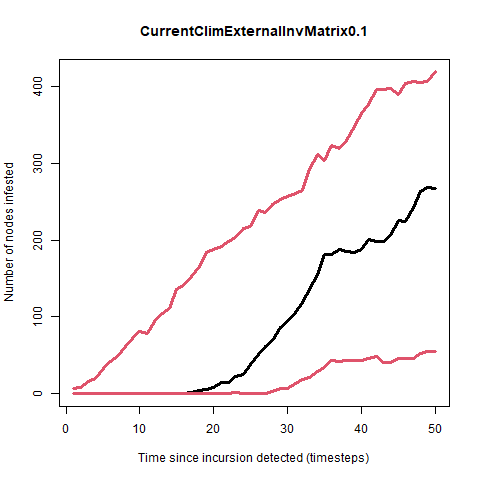 CurrentClimExternalInvMatrix0.1
Number of nodes infested
400
300
200
100
0
0 10 20 30 40 50
Time since incursion detected (timesteps)